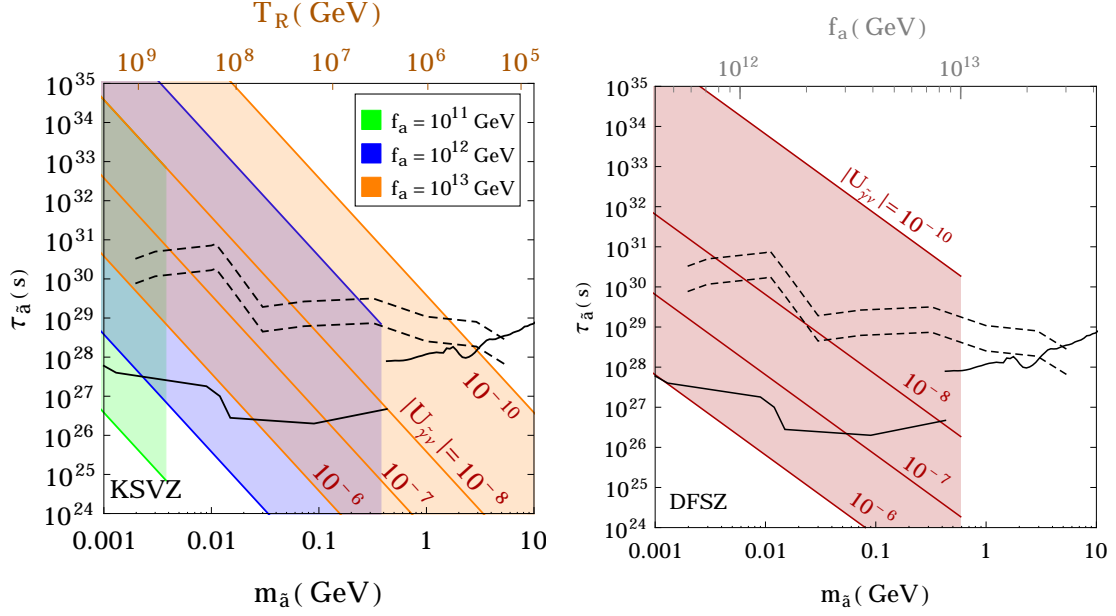 T_R (GeV)
10^9 10^8 10^7 10^6 10^5
10^35
10^34
10^33
10^32
10^31
10^30
10^29
10^28
10^27
10^26
10^25
10^24
τ_ã(s)
f_a = 10^11 GeV
f_a = 10^12 GeV
f_a = 10^13 GeV
10^-10
|U_γ̃ν|=10^-8
10^-7
10^-6
KSVZ
0.001 0.01 0.1 1 10
m_ã( GeV)
f_a (GeV)
10^12 10^13
10^35
10^34
10^33
10^32
10^31
10^30
10^29
10^28
10^27
10^26
10^25
10^24
τ_ã(s)
|U_γ̃ν|=10^-10
10^-8
10^-7
10^-6
DFSZ
0.001 0.01 0.1 1 10
m_ã( GeV)